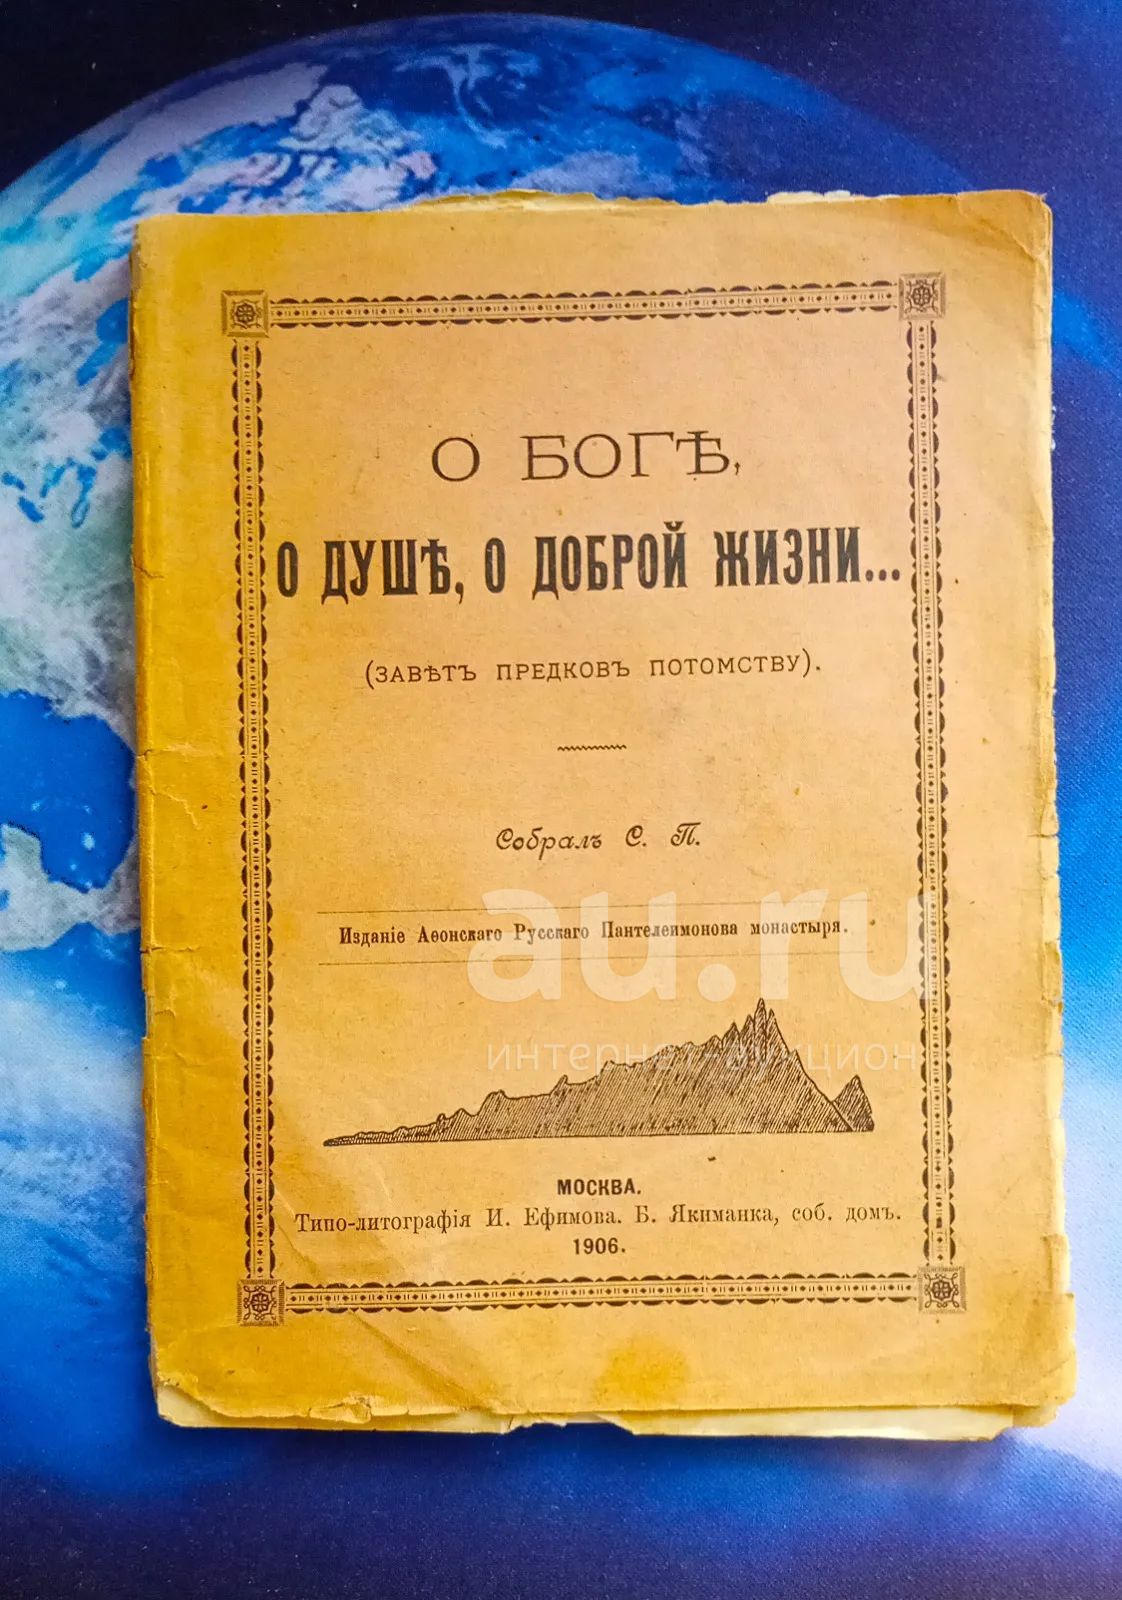 О БОГѢ,
О ДУШѢ, О ДОБРОЙ ЖИЗНИ...
(ЗАВѢТЪ ПРЕДКОВЪ ПОТОМСТВУ).
Собралъ С. П.
Изданіе Аѳонскаго Русскаго Пантелеимонова монастыря.
au.ru
интернет-аукцион
МОСКВА.
Типо-литографія И. Ефимова. Б. Якиманка, соб. домъ.
1906.